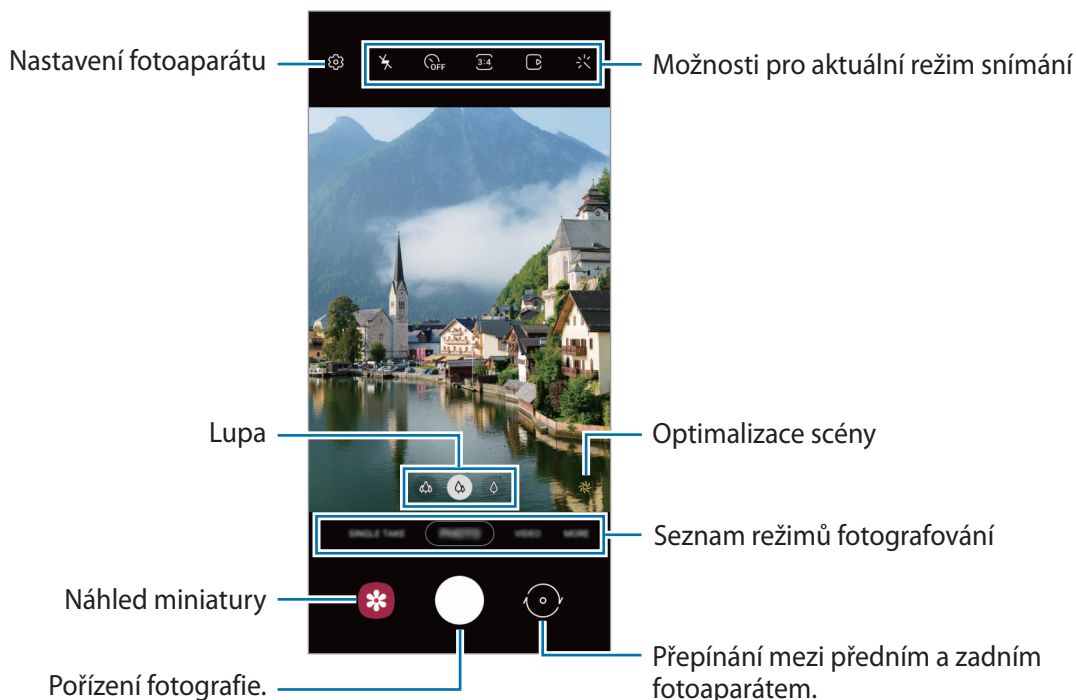 Nastavení fotoaparátu
OFF
3:4
Možnosti pro aktuální režim snímání
Lupa
Optimalizace scény
SINGLE TAKE
PHOTO
VIDEO
MORE
Seznam režimů fotografování
Náhled miniatury
Pořízení fotografie.
Přepínání mezi předním a zadním
fotoaparátem.